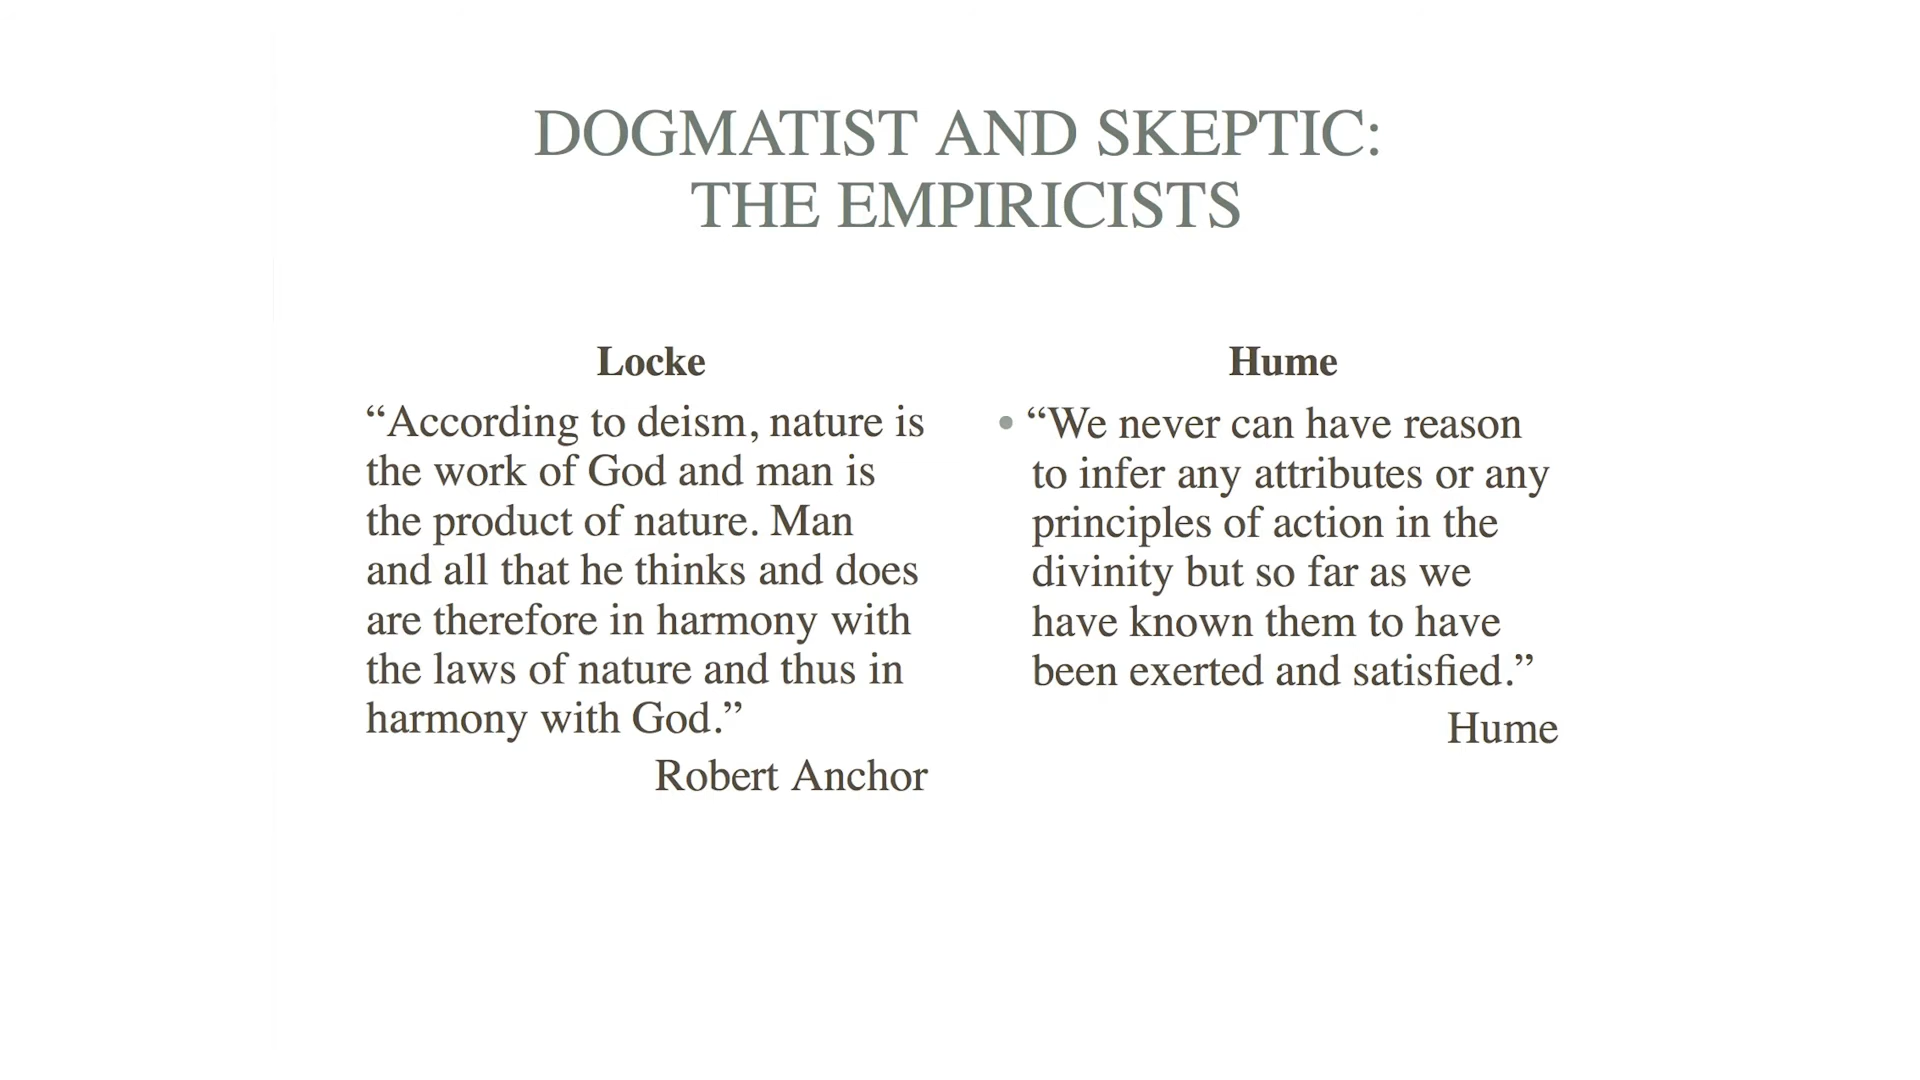 DOGMATIST AND SKEPTIC:
THE EMPIRICISTS
Locke
“According to deism, nature is
the work of God and man is
the product of nature. Man
and all that he thinks and does
are therefore in harmony with
the laws of nature and thus in
harmony with God.”
Robert Anchor
Hume
• “We never can have reason
to infer any attributes or any
principles of action in the
divinity but so far as we
have known them to have
been exerted and satisfied.”
Hume